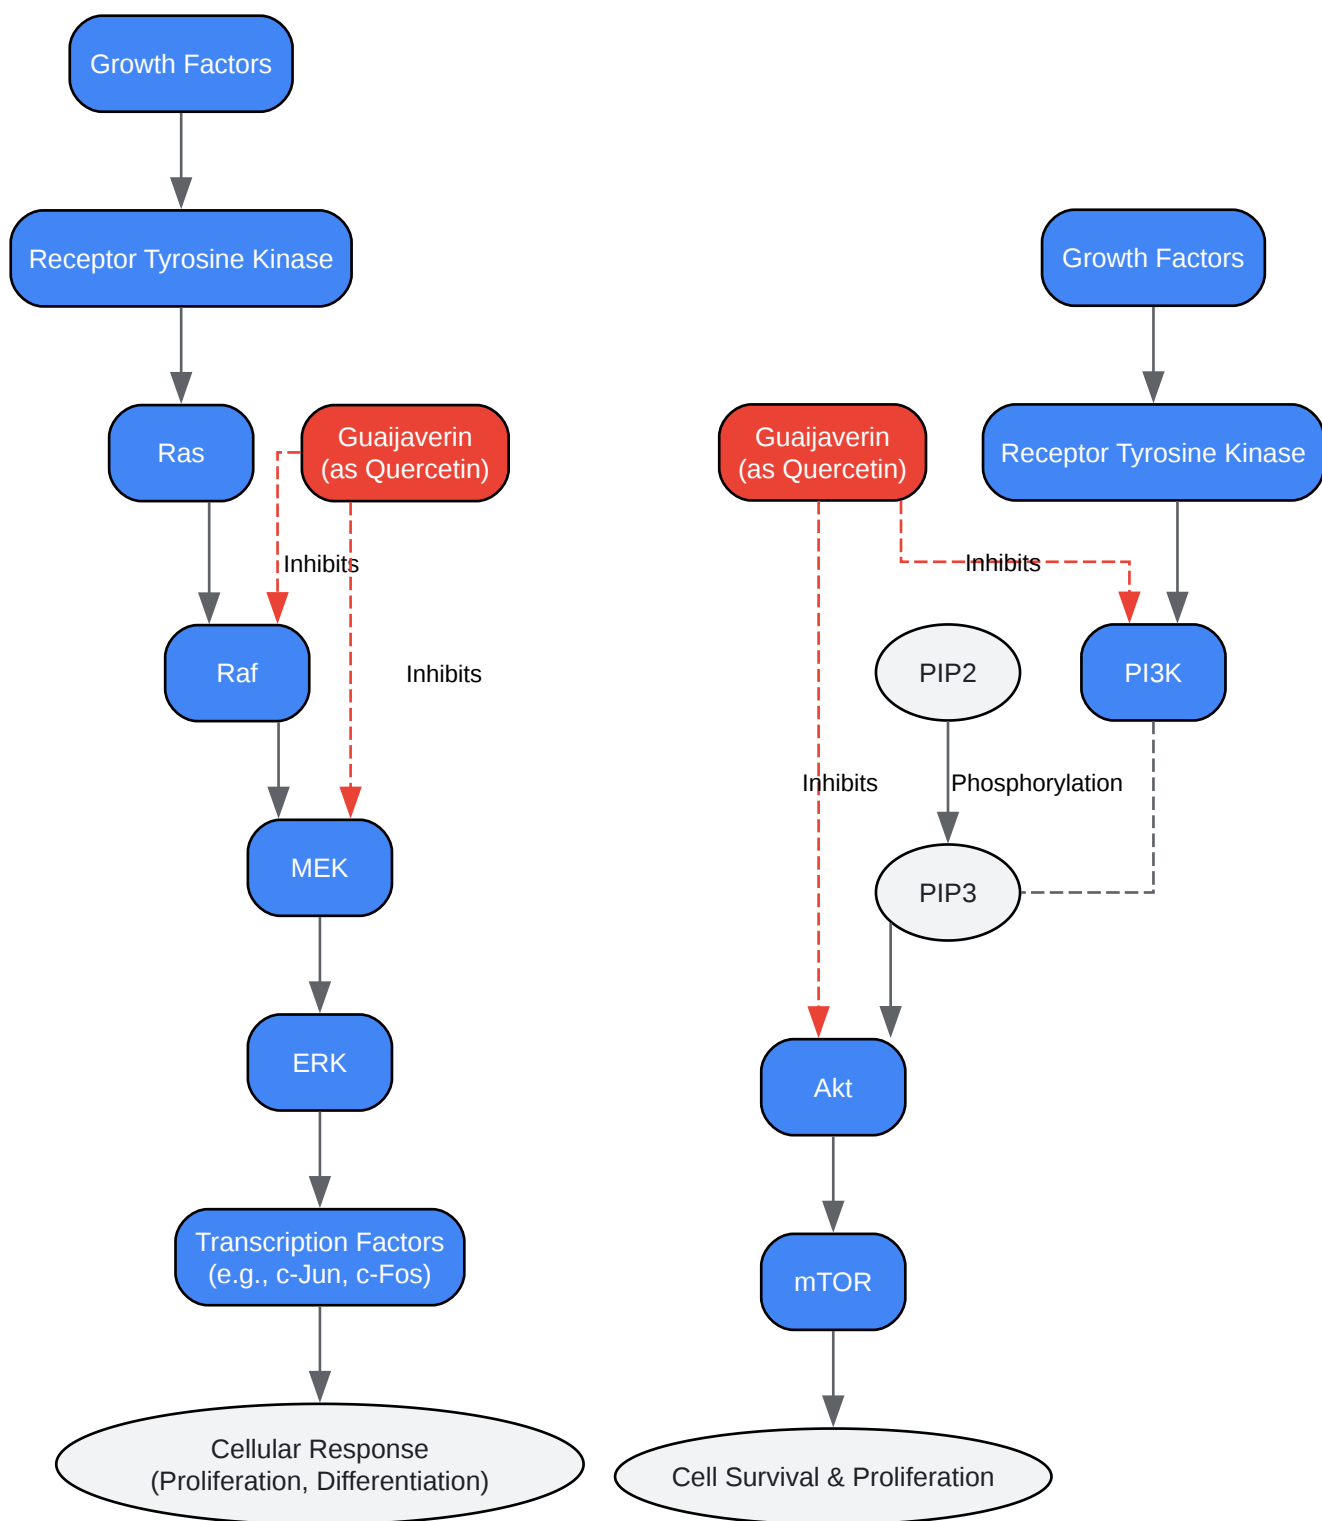 Growth Factors
Receptor Tyrosine Kinase
Ras
Guaijaverin
(as Quercetin)
Inhibits
Raf
Inhibits
MEK
ERK
Transcription Factors
(e.g., c-Jun, c-Fos)
Cellular Response
(Proliferation, Differentiation)
Growth Factors
Guaijaverin
(as Quercetin)
Receptor Tyrosine Kinase
Inhibits
PIP2
PI3K
Inhibits
Phosphorylation
PIP3
Akt
mTOR
Cell Survival & Proliferation